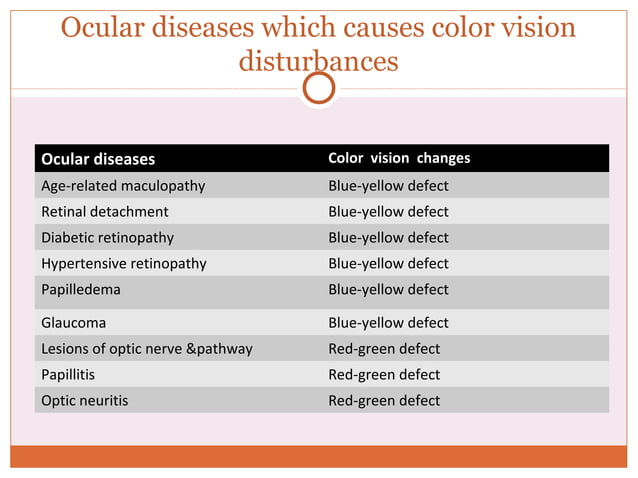 Ocular diseases which causes color vision
disturbances
Ocular diseases Color vision changes
Age-related maculopathy Blue-yellow defect
Retinal detachment Blue-yellow defect
Diabetic retinopathy Blue-yellow defect
Hypertensive retinopathy Blue-yellow defect
Papilledema Blue-yellow defect
Glaucoma Blue-yellow defect
Lesions of optic nerve &pathway Red-green defect
Papillitis Red-green defect
Optic neuritis Red-green defect